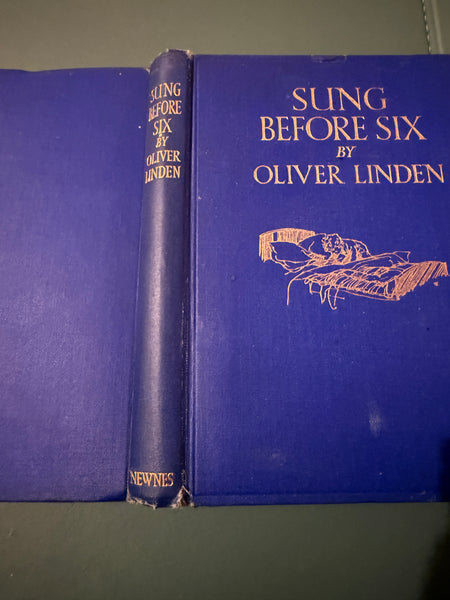 SUNG
BEFORE
SIX
BY
OLIVER
LINDEN
NEWNES
SUNG
BEFORE SIX
BY
OLIVER LINDEN